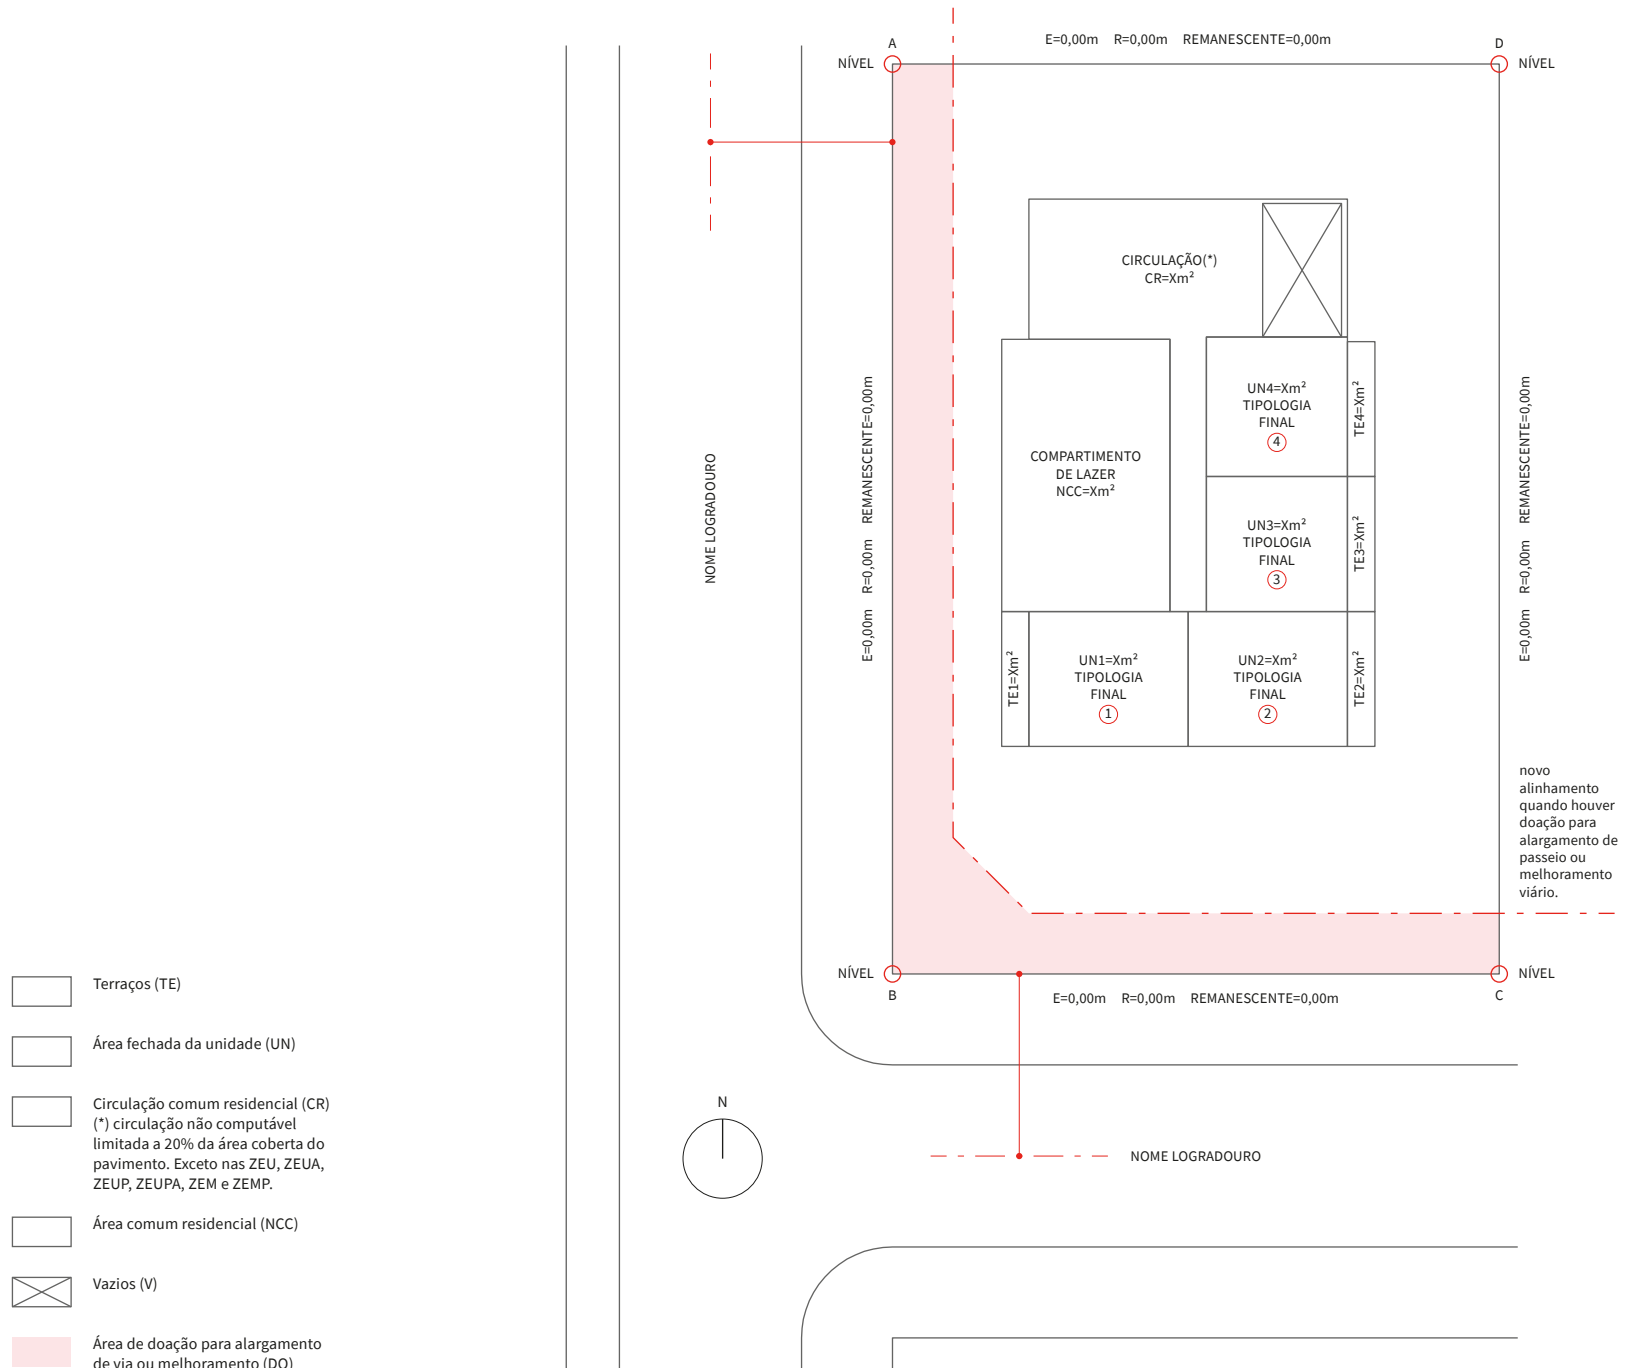 A
E=0,00m R=0,00m REMANESCENTE=0,00m
D
NÍVEL
NÍVEL
CIRCULAÇÃO(*)
CR=Xm²
COMPARTIMENTO
DE LAZER
NCC=Xm²
UN4=Xm²
TIPOLOGIA
FINAL
4
TE4=Xm²
UN3=Xm²
TIPOLOGIA
FINAL
3
TE3=Xm²
TE1=Xm²
UN1=Xm²
TIPOLOGIA
FINAL
1
UN2=Xm²
TIPOLOGIA
FINAL
2
TE2=Xm²
NOME LOGRADOURO
E=0,00m R=0,00m REMANESCENTE=0,00m
E=0,00m R=0,00m REMANESCENTE=0,00m
novo
alinhamento
quando houver
doação para
alargamento de
passeio ou
melhoramento
viário.
NÍVEL
NÍVEL
B
E=0,00m R=0,00m REMANESCENTE=0,00m
C
N
NOME LOGRADOURO
Terraços (TE)
Área fechada da unidade (UN)
Circulação comum residencial (CR)
(*) circulação não computável
limitada a 20% da área coberta do
pavimento. Exceto nas ZEU, ZEUA,
ZEUP, ZEUPA, ZEM e ZEMP.
Área comum residencial (NCC)
Vazios (V)
Área de doação para alargamento
de via ou melhoramento (DO)